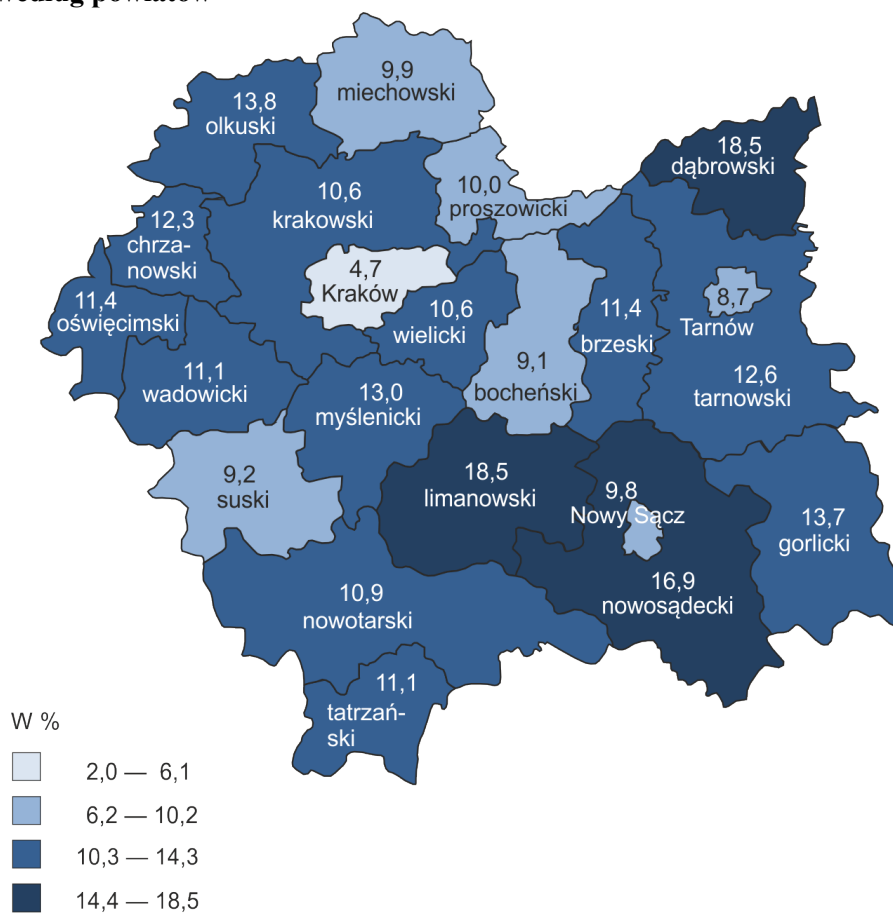 według powiatów
9,9
miechowski
13,8
olkuski
18,5
dąbrowski
10,6
krakowski
10,0
proszowicki
12,3
chrza-
nowski
4,7
Kraków
8,7
Tarnów
11,4
oświęcimski
10,6
wielicki
11,4
brzeski
11,1
wadowicki
13,0
myślenicki
9,1
bocheński
12,6
tarnowski
9,2
suski
18,5
limanowski
9,8
Nowy Sącz
13,7
gorlicki
16,9
nowosądecki
10,9
nowotarski
11,1
tatrzań-
ski
W %
2,0 — 6,1
6,2 — 10,2
10,3 — 14,3
14,4 — 18,5